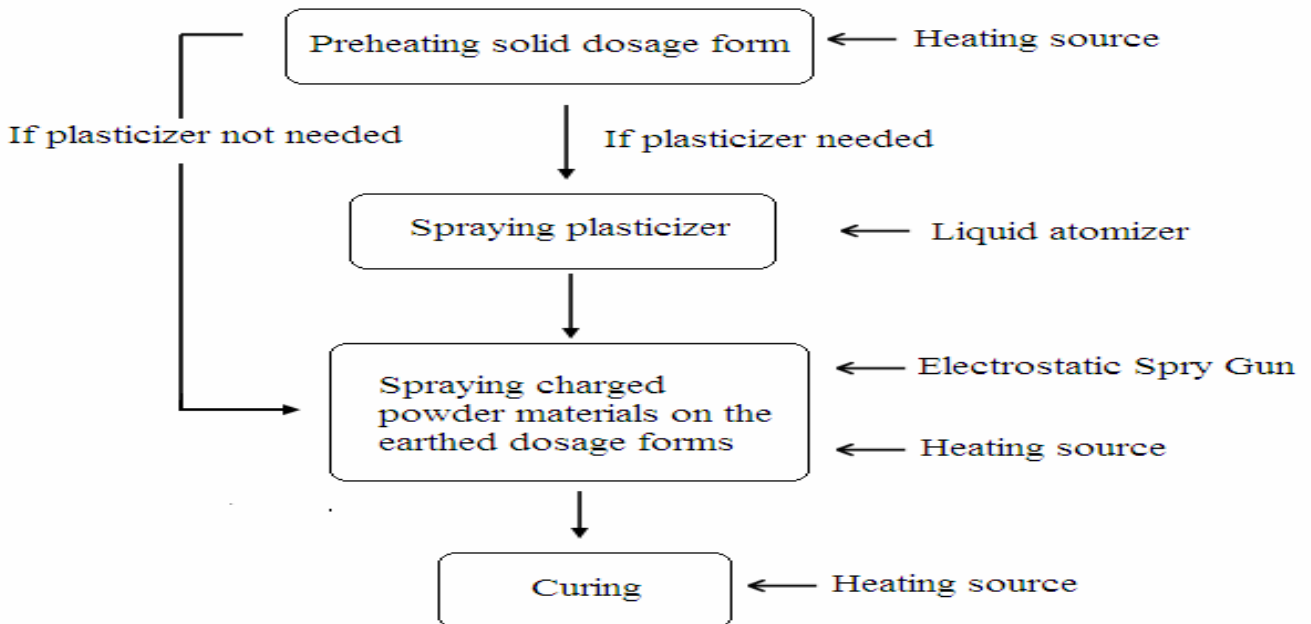 Preheating solid dosage form
Heating source
If plasticizer not needed
If plasticizer needed
Spraying plasticizer
Liquid atomizer
Spraying charged
powder materials on the
earthed dosage forms
Electrostatic Spry Gun
Heating source
Curing
Heating source